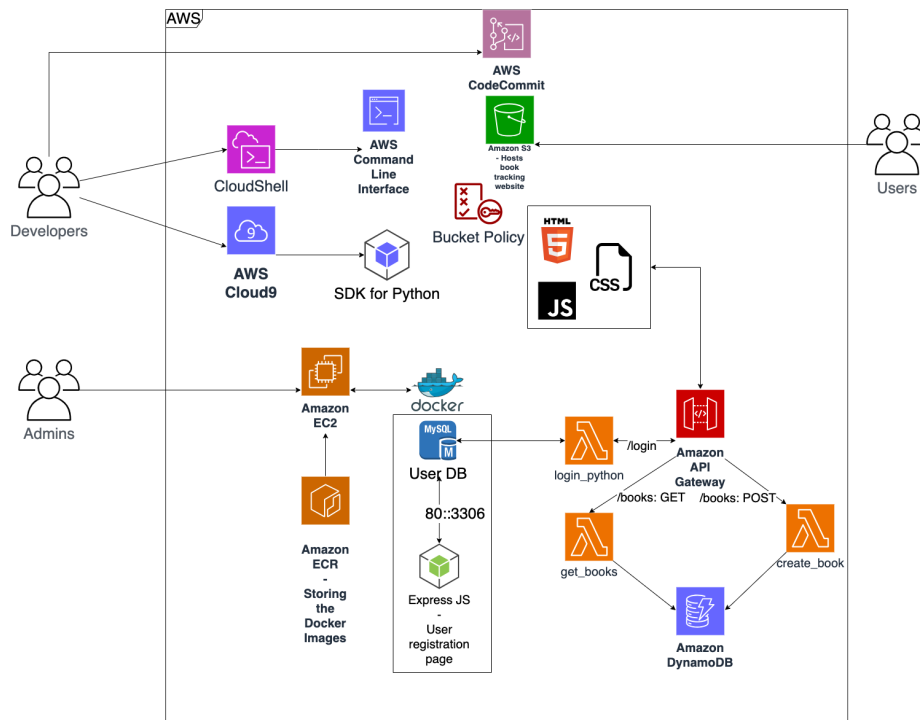 AWS
AWS
CodeCommit
AWS
Command
Line
Interface
CloudShell
Amazon S3
- Hosts
book
tracking
website
Developers
Users
Bucket Policy
9
AWS
Cloud9
SDK for Python
HTML
5
CSS
JS
Admins
Amazon
EC2
docker
MySQL
M
User DB
80::3306
Express JS
-
User
registration
page
Amazon
ECR
-
Storing
the
Docker
Images
login_python
/login
Amazon
API
Gateway
/books: GET
/books: POST
get_books
create_book
Amazon
DynamoDB